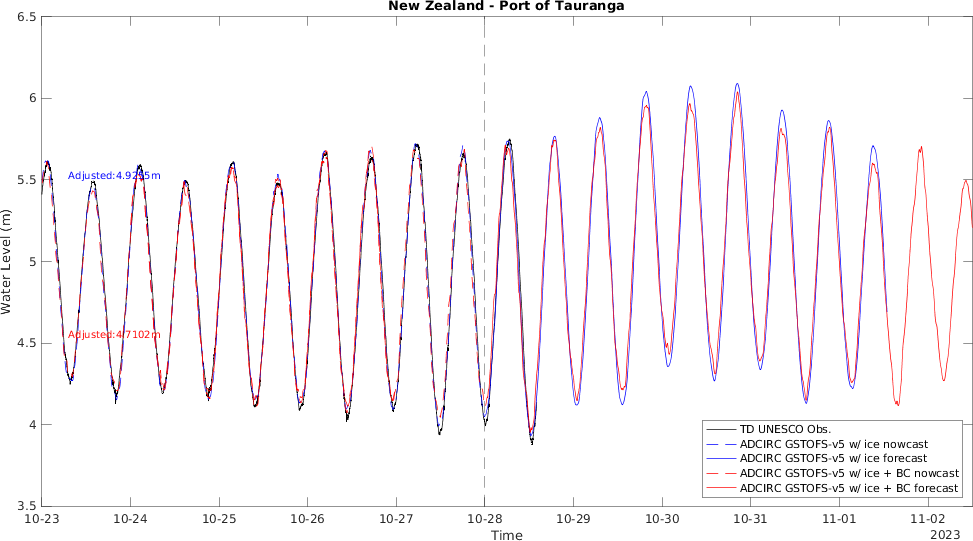 New Zealand - Port of Tauranga
6.5
6
5.5
5
4.5
4
3.5
Water Level (m)
Adjusted:4.9265m
Adjusted:4.7102m
TD UNESCO Obs.
ADCIRC GSTOFS-v5 w/ ice nowcast
ADCIRC GSTOFS-v5 w/ ice forecast
ADCIRC GSTOFS-v5 w/ ice + BC nowcast
ADCIRC GSTOFS-v5 w/ ice + BC forecast
10-23 10-24 10-25 10-26 10-27 10-28 10-29 10-30 10-31 11-01 11-02
Time
2023